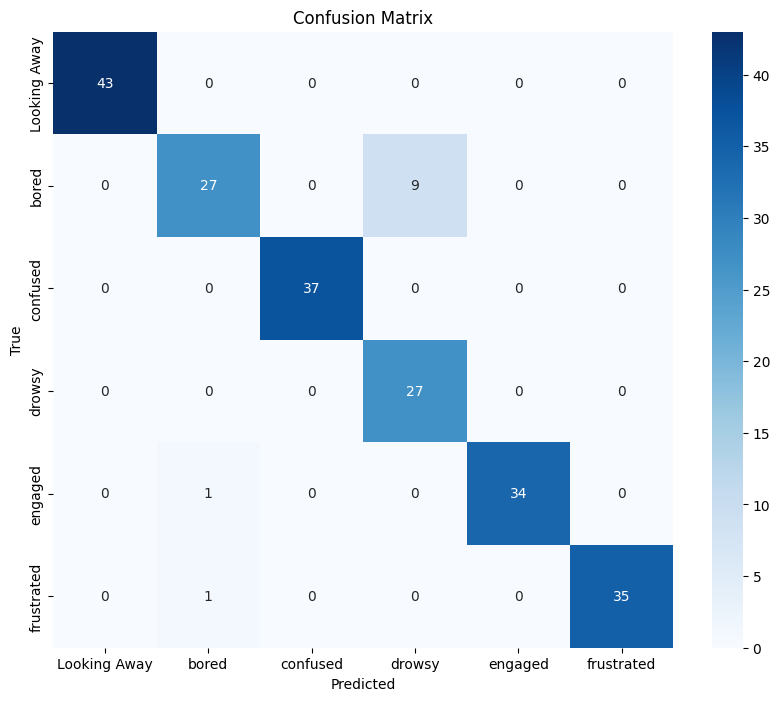 Confusion Matrix
Looking Away
43 0 0 0 0 0
bored
0 27 0 9 0 0
confused
0 0 37 0 0 0
drowsy
0 0 0 27 0 0
engaged
0 1 0 0 34 0
frustrated
0 1 0 0 0 35
True
Looking Away bored confused drowsy engaged frustrated
Predicted
40
35
30
25
20
15
10
5
0